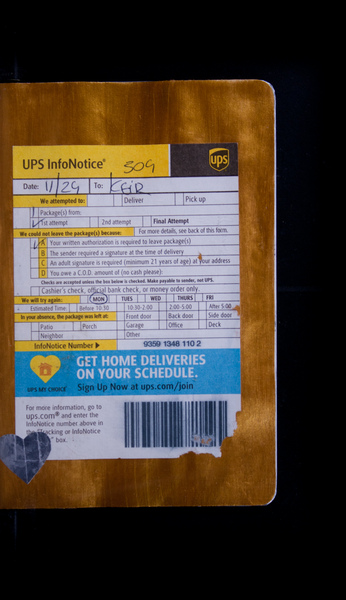 UPS InfoNotice® 509
ups
Date: 11/29 To: KEIR
We attempted to: Deliver Pick up
1 Package(s) from:
✓ 1st attempt 2nd attempt Final Attempt
We could not leave the package(s) because: For more details, see back of this form.
✓ A Your written authorization is required to leave package(s)
B The sender required a signature at the time of delivery
C An adult signature is required (minimum 21 years of age) at your address
D You owe a C.O.D. amount of (no cash please):
Checks are accepted unless the box below is checked. Make payable to sender, not UPS.
Cashier's check, official bank check, or money order only.
We will try again: MON TUES WED THURS FRI
Estimated Time Before 10:30 10:30-2:00 2:00-5:00 After 5:00
In your absence, the package was left at: Front door Back door Side door
Patio Porch Garage Office Deck
Neighbor Other
InfoNotice Number 9359 1348 110 2
GET HOME DELIVERIES
ON YOUR SCHEDULE.
UPS MY CHOICE Sign Up Now at ups.com/join
For more information, go to
ups.com® and enter the
InfoNotice number above in
the "Tracking or InfoNotice
box.